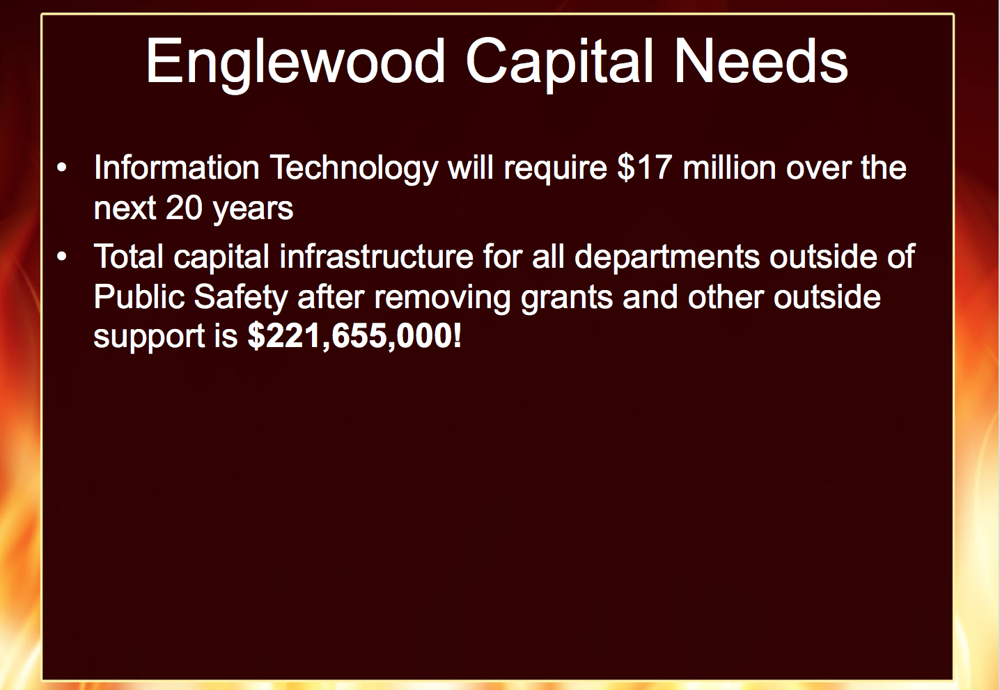 Englewood Capital Needs
• Information Technology will require $17 million over the
next 20 years
• Total capital infrastructure for all departments outside of
Public Safety after removing grants and other outside
support is $221,655,000!